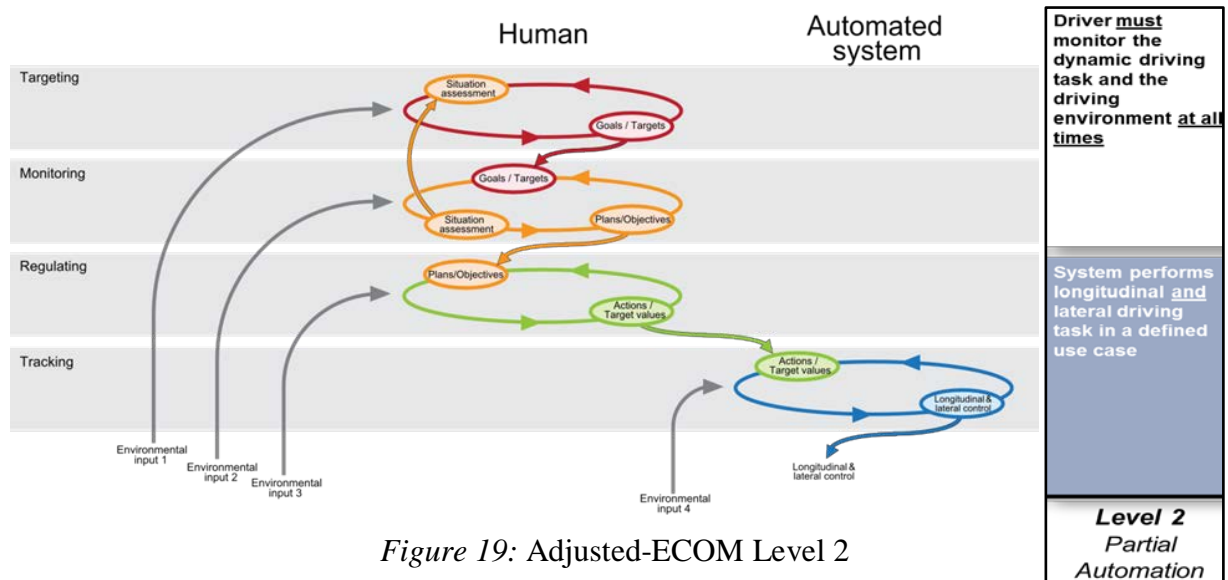 Human
Automated
system
Targeting
Situation
assessment
Goals / Targets
Monitoring
Goals / Targets
Situation
assessment
Plans/Objectives
Regulating
Plans/Objectives
Actions /
Target values
Tracking
Actions /
Target values
Longitudinal &
lateral control
Environmental
input 1
Environmental
input 2
Environmental
input 3
Environmental
input 4
Longitudinal &
lateral control
Figure 19: Adjusted-ECOM Level 2
Driver must
monitor the
dynamic driving
task and the
driving
environment at all
times
System performs
longitudinal and
lateral driving
task in a defined
use case
Level 2
Partial
Automation